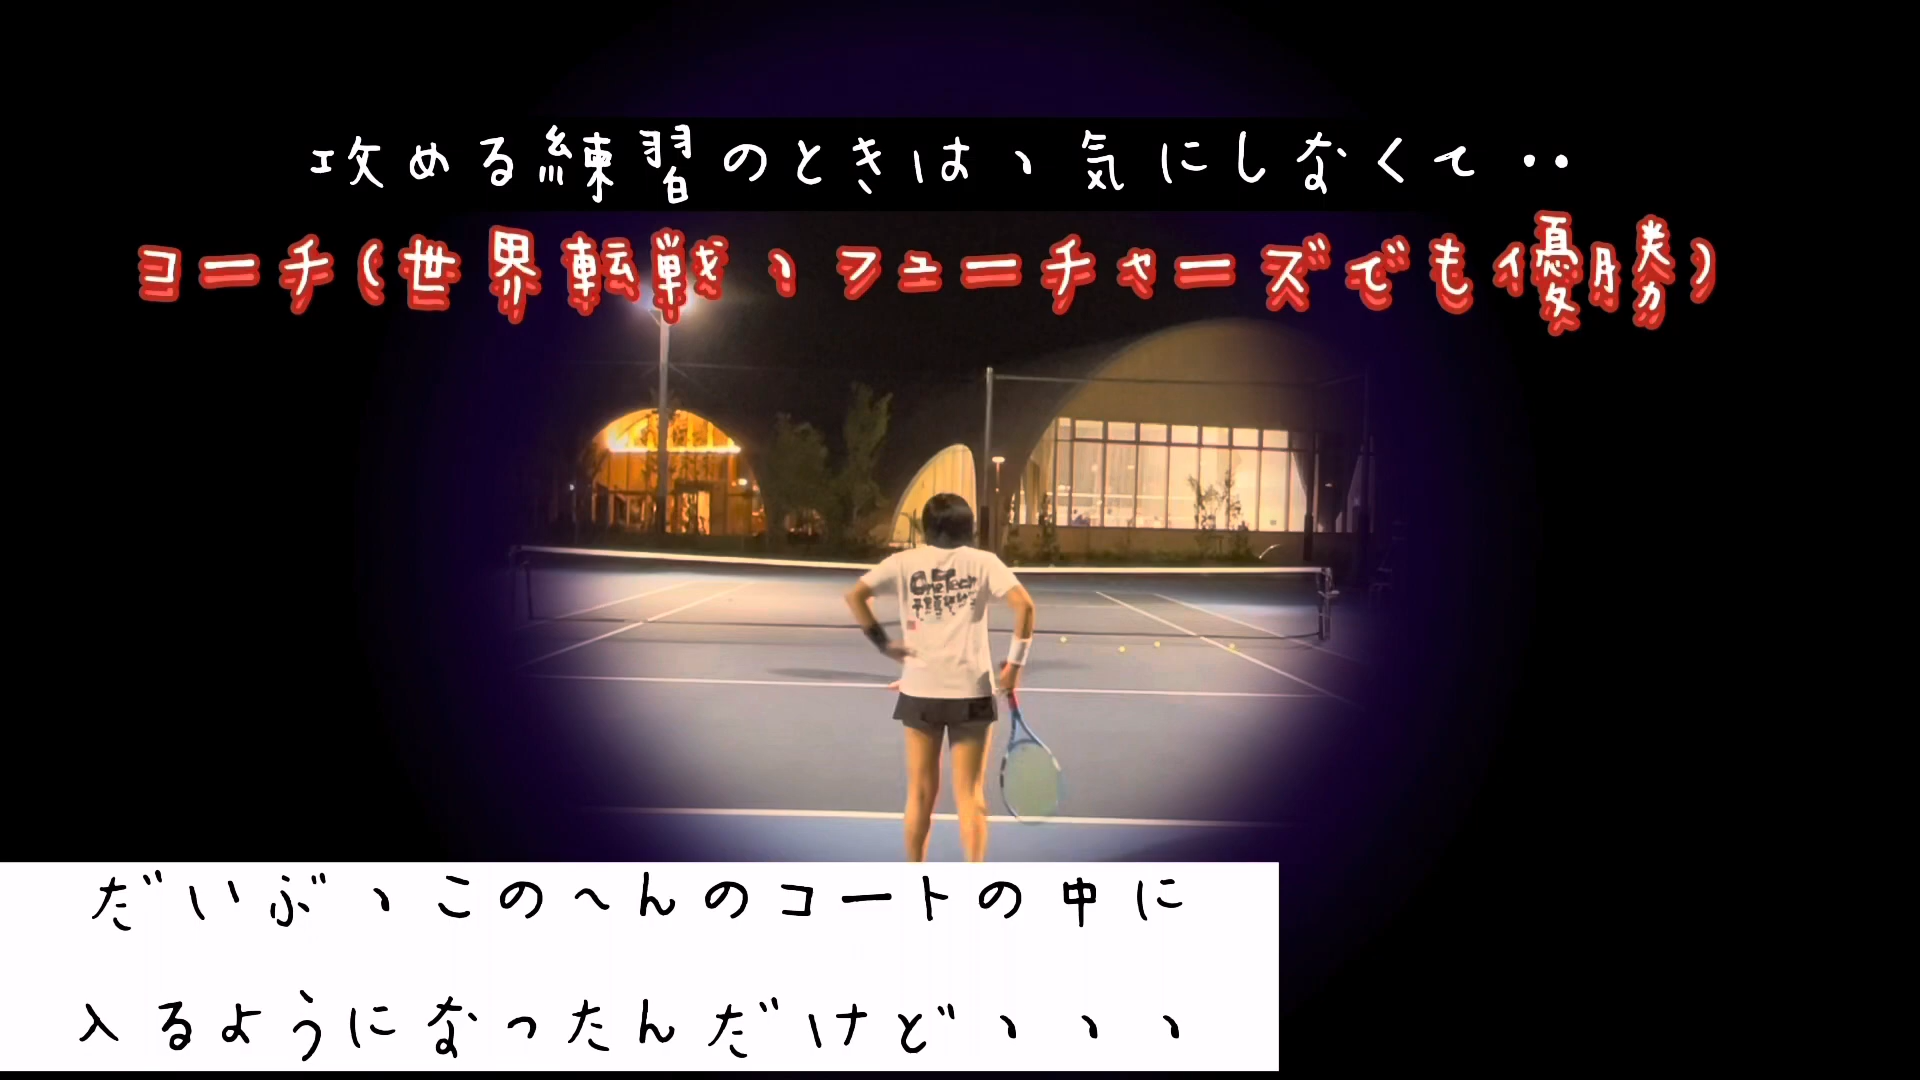 攻める練習のときは、気にしなくて・・
コーチ(世界転戦、フューチャーズでも優勝)
OneTech
だいぶ、このへんのコートの中に
入るようになったんだけど、、、